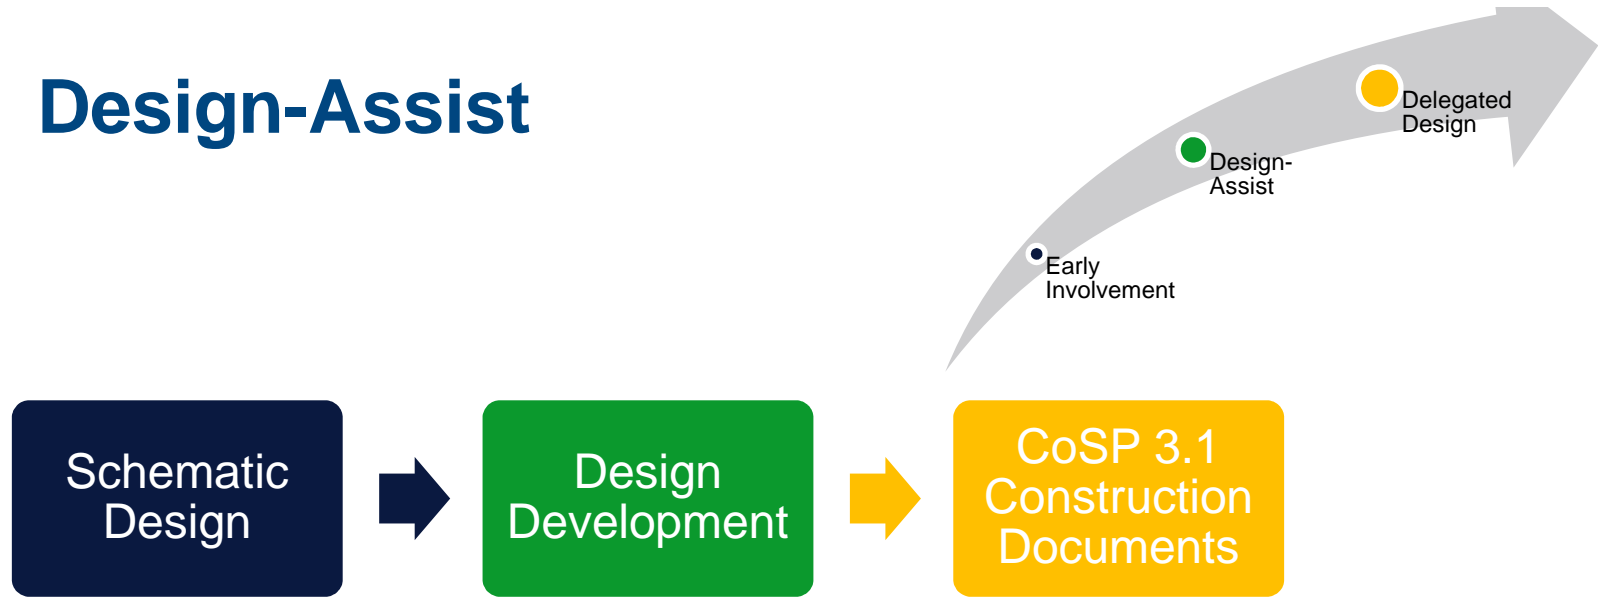 Design-Assist
Delegated
Design
Design-
Assist
Early
Involvement
Schematic
Design
Design
Development
CoSP 3.1
Construction
Documents